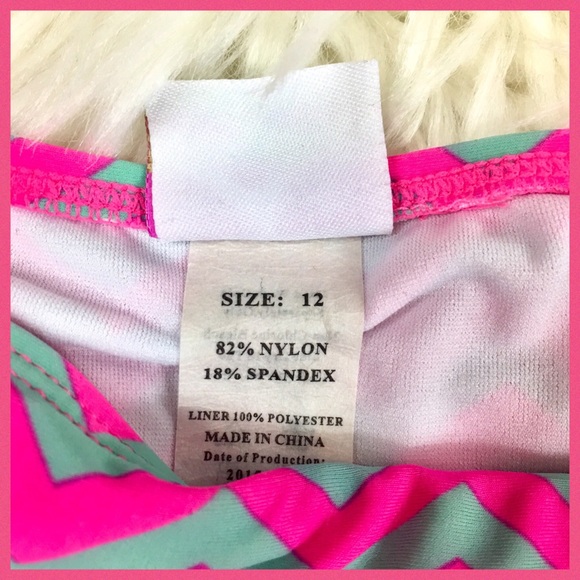 SIZE: 12
82% NYLON
18% SPANDEX
LINER 100% POLYESTER
MADE IN CHINA
Date of Production: